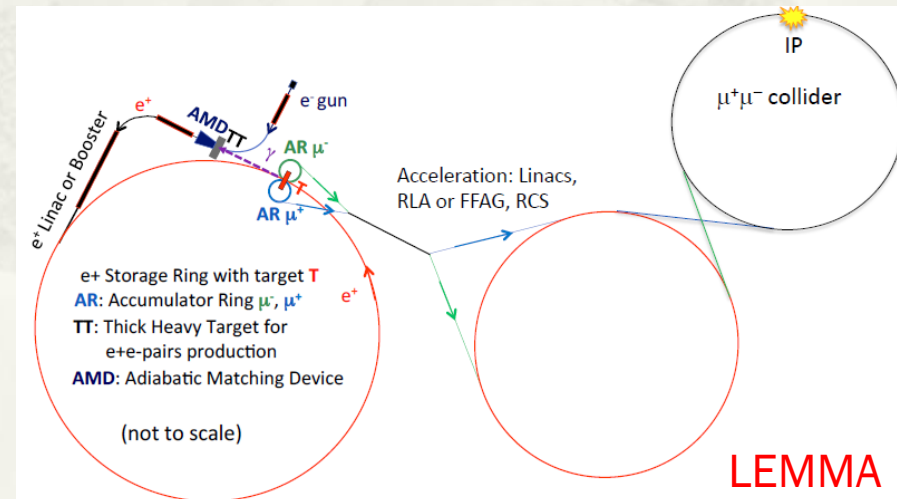 IP
μ⁺μ⁻ collider
e⁻ gun
e⁺
AMD
TT
γ
AR μ⁻
T
AR μ⁺
e⁺ Linac or Booster
Acceleration: Linacs,
RLA or FFAG, RCS
e+ Storage Ring with target T
AR: Accumulator Ring μ⁻, μ⁺
e⁺
TT: Thick Heavy Target for
e+e-pairs production
AMD: Adiabatic Matching Device
(not to scale)
LEMMA